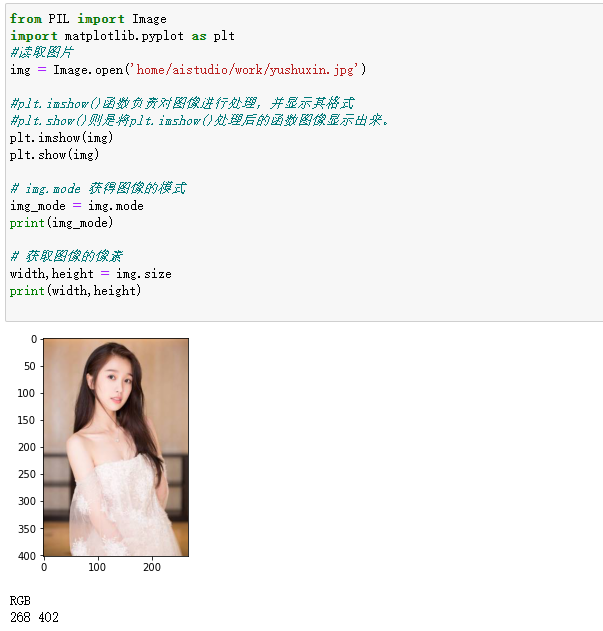 from PIL import Image
import matplotlib.pyplot as plt
#读取图片
img = Image.open('home/aistudio/work/yushuxin.jpg')
#plt.imshow()函数负责对图像进行处理，并显示其格式
#plt.show()则是将plt.imshow()处理后的函数图像显示出来。
plt.imshow(img)
plt.show(img)
# img.mode 获得图像的模式
img_mode = img.mode
print(img_mode)
# 获取图像的像素
width,height = img.size
print(width,height)
0
50
100
150
200
250
300
350
400
0 100 200
RGB
268 402